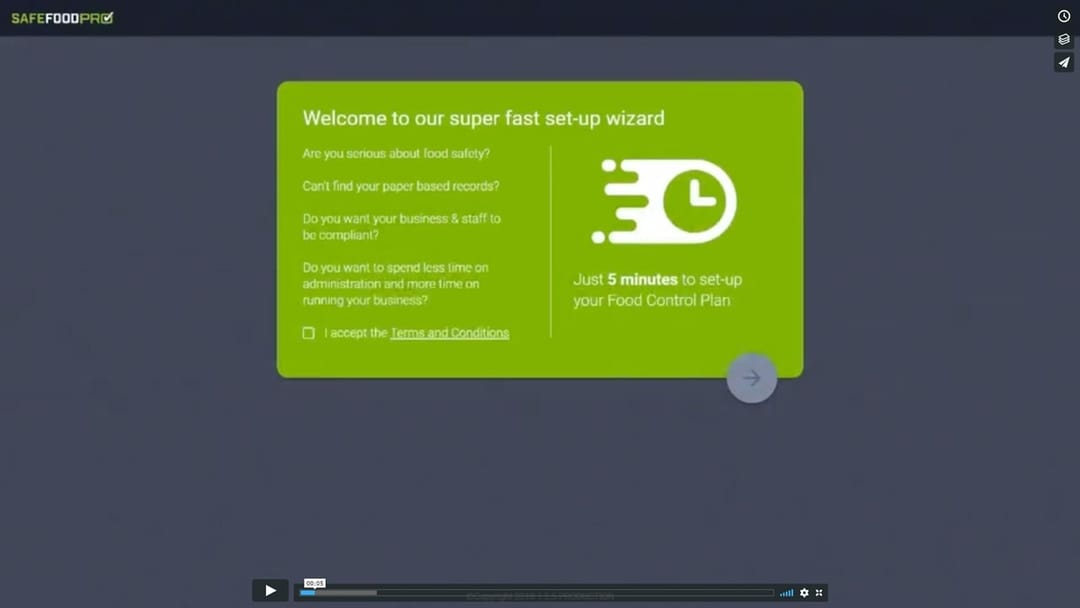 SAFEFOODPRO
Welcome to our super fast set-up wizard
Are you serious about food safety?
Can't find your paper based records?
Do you want your business & staff to
be compliant?
Do you want to spend less time on
administration and more time on
running your business?
I accept the Terms and Conditions
Just 5 minutes to set-up
your Food Control Plan